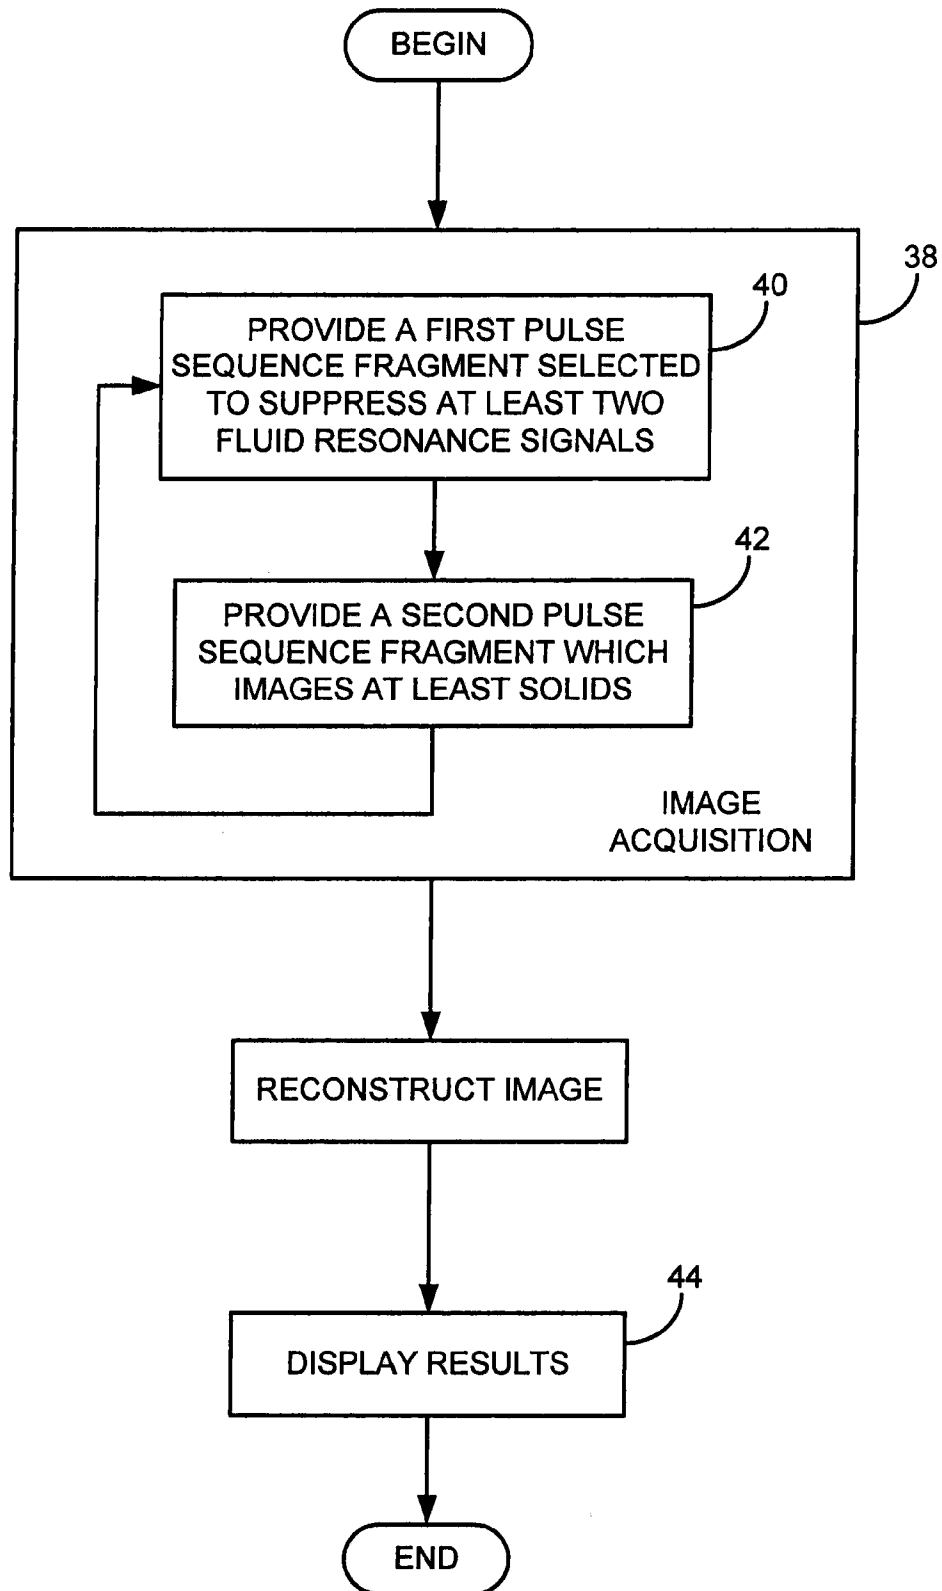 BEGIN
38
40
PROVIDE A FIRST PULSE
SEQUENCE FRAGMENT SELECTED
TO SUPPRESS AT LEAST TWO
FLUID RESONANCE SIGNALS
42
PROVIDE A SECOND PULSE
SEQUENCE FRAGMENT WHICH
IMAGES AT LEAST SOLIDS
IMAGE
ACQUISITION
RECONSTRUCT IMAGE
44
DISPLAY RESULTS
END